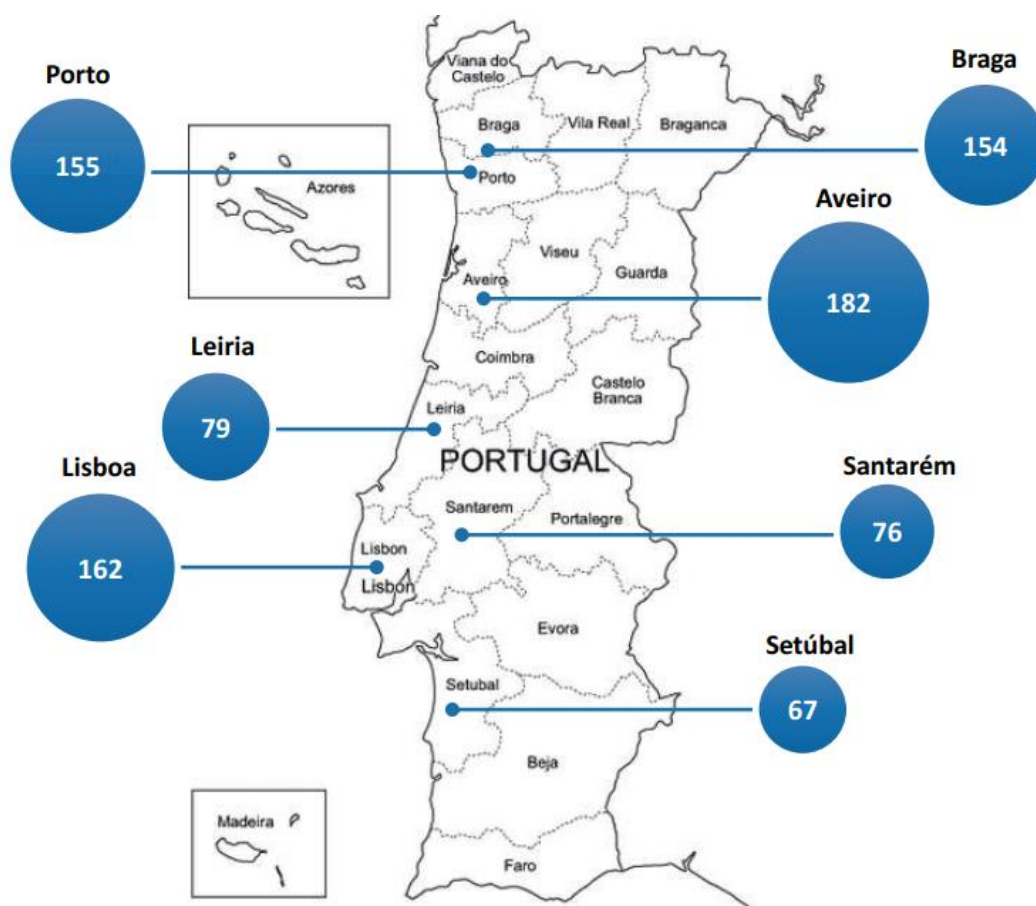 Porto
155
Braga
154
Aveiro
182
Leiria
79
Lisboa
162
Santarém
76
Setúbal
67
Viana do
Castelo
Braga
Vila Real
Braganca
Porto
Azores
Viseu
Guarda
Aveiro
Coimbra
Castelo
Branca
Leiria
PORTUGAL
Santarem
Portalegre
Lisbon
Lisbon
Evora
Setubal
Beja
Madeira
Faro